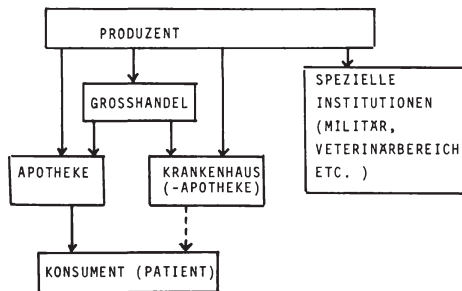 PRODUZENT
GROSSHANDEL
SPEZIELLE
INSTITUTIONEN
(MILITÄR,
VETERINÄRBEREICH
ETC. )
APOTHEKE
KRANKENHAUS
(-APOTHEKE)
KONSUMENT (PATIENT)